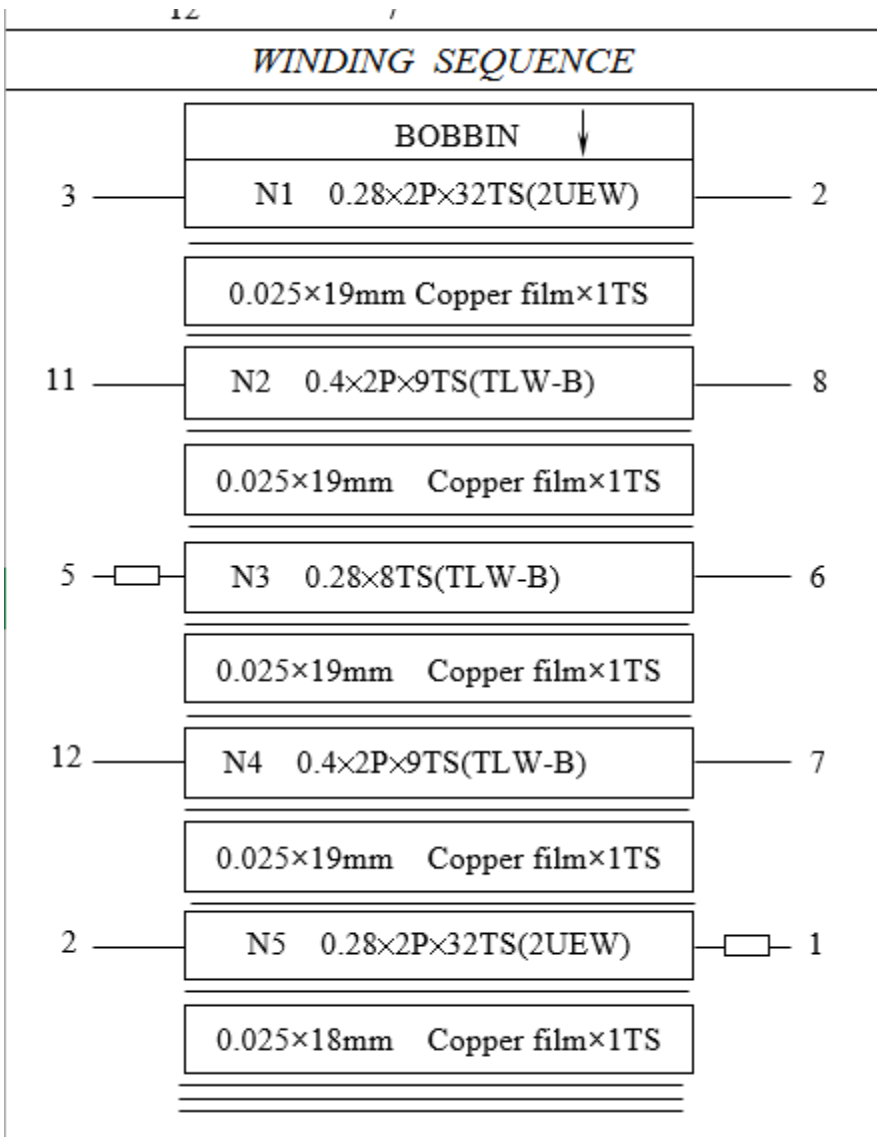 12 7
WINDING SEQUENCE
BOBBIN
3 N1 0.28×2P×32TS(2UEW) 2
0.025×19mm Copper film×1TS
11 N2 0.4×2P×9TS(TLW-B) 8
0.025×19mm Copper film×1TS
5 N3 0.28×8TS(TLW-B) 6
0.025×19mm Copper film×1TS
12 N4 0.4×2P×9TS(TLW-B) 7
0.025×19mm Copper film×1TS
2 N5 0.28×2P×32TS(2UEW) 1
0.025×18mm Copper film×1TS